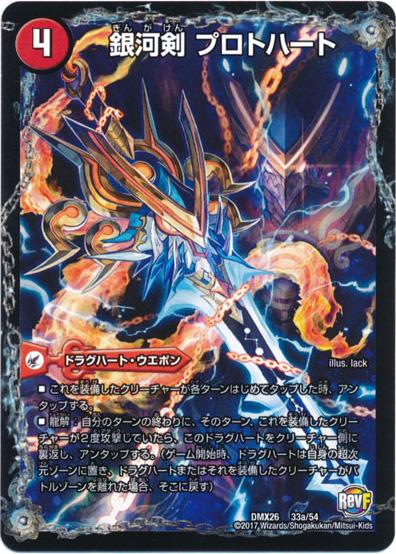 4
ぎんがけん
銀河剣 プロトハート
ドラグハート・ウエポン
illus. lack
■これを装備したクリーチャーが各ターンはじめてタップした時、アン
タップする。
■龍解：自分のターンの終わりに、そのターン、これを装備したクリー
チャーが2度攻撃していたら、このドラグハートをクリーチャー側に
裏返し、アンタップする。(ゲーム開始時、ドラグハートは自身の超次
元ゾーンに置き、ドラグハートまたはそれを装備したクリーチャーがバ
トルゾーンを離れた場合、そこに戻す)
DMX26 33a/54
©2017 Wizards/Shogakukan/Mitsui-Kids
RevF